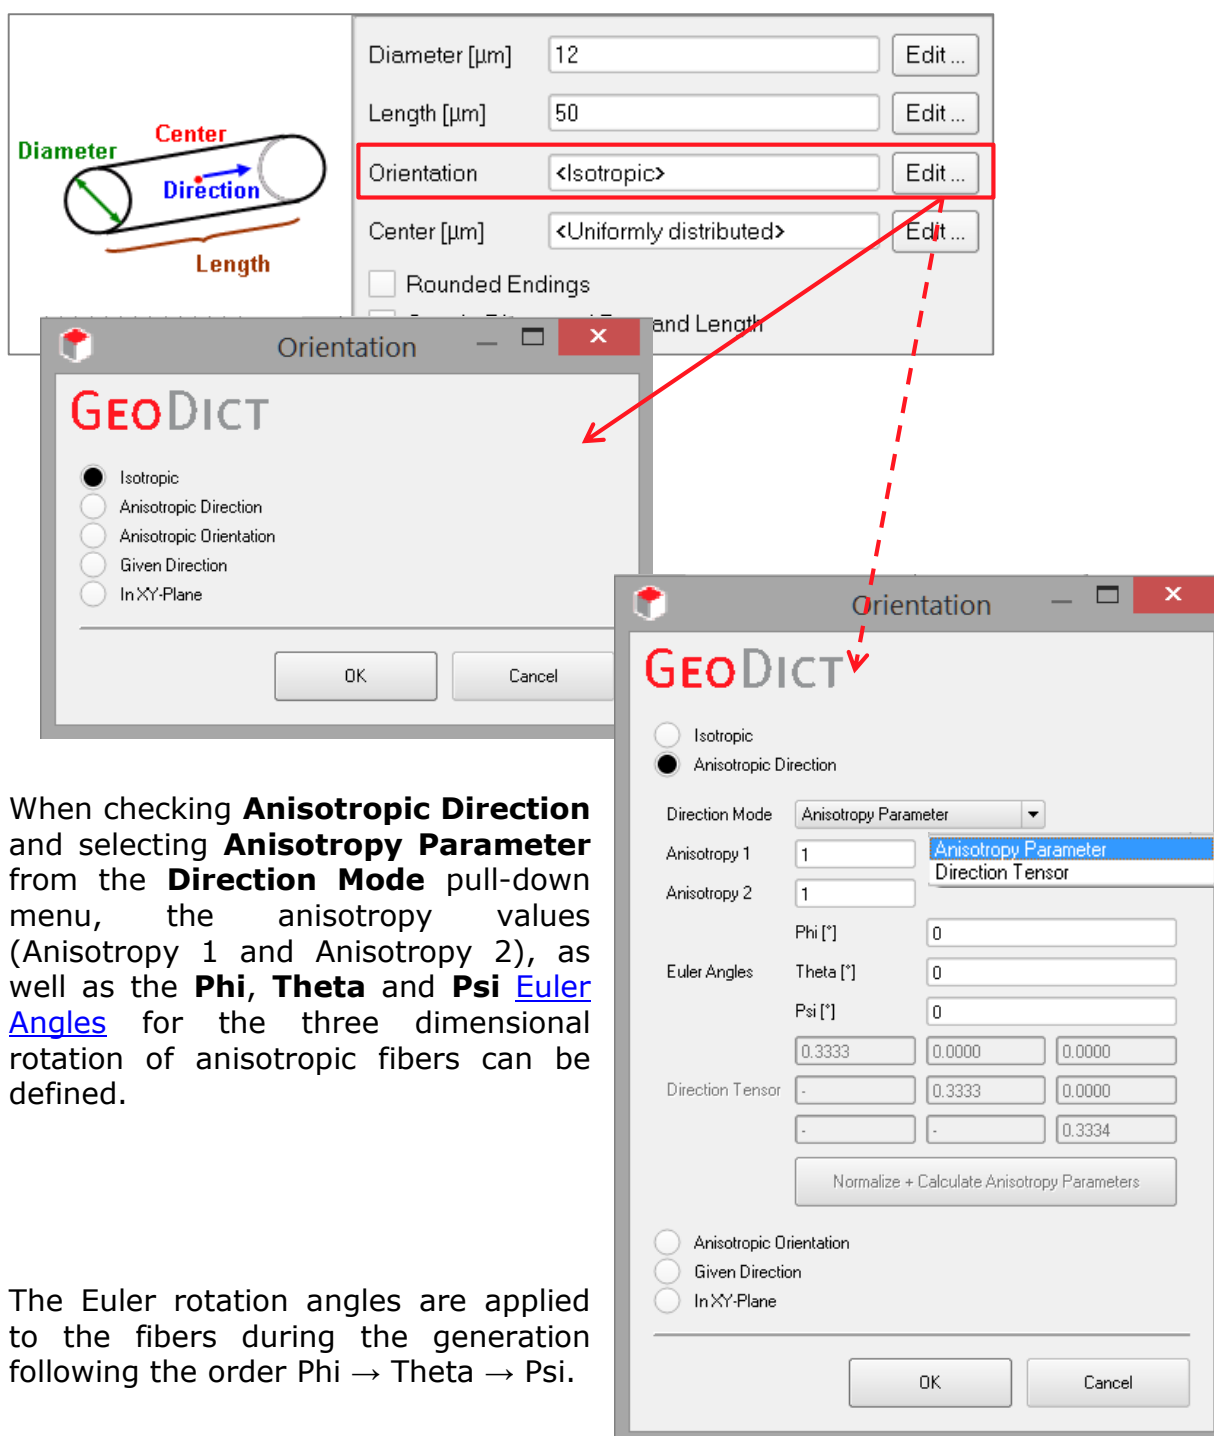 Diameter [µm] 12 Edit ...
Length [µm] 50 Edit ...
Orientation <Isotropic> Edit ...
Center [µm] <Uniformly distributed> Edit ...
Rounded Endings
and Length
Center
Diameter
Direction
Length
Orientation
GEODICT
Isotropic
Anisotropic Direction
Anisotropic Orientation
Given Direction
In XY-Plane
OK Cancel
Orientation
GEODICT
Isotropic
Anisotropic Direction
Direction Mode Anisotropy Parameter
Anisotropy Parameter
Direction Tensor
Anisotropy 1 1
Anisotropy 2 1
Phi [°] 0
Euler Angles Theta [°] 0
Psi [°] 0
0.3333 0.0000 0.0000
Direction Tensor - 0.3333 0.0000
- - 0.3334
Normalize + Calculate Anisotropy Parameters
Anisotropic Orientation
Given Direction
In XY-Plane
OK Cancel
When checking Anisotropic Direction
and selecting Anisotropy Parameter
from the Direction Mode pull-down
menu, the anisotropy values
(Anisotropy 1 and Anisotropy 2), as
well as the Phi, Theta and Psi Euler
Angles for the three dimensional
rotation of anisotropic fibers can be
defined.
The Euler rotation angles are applied
to the fibers during the generation
following the order Phi → Theta → Psi.